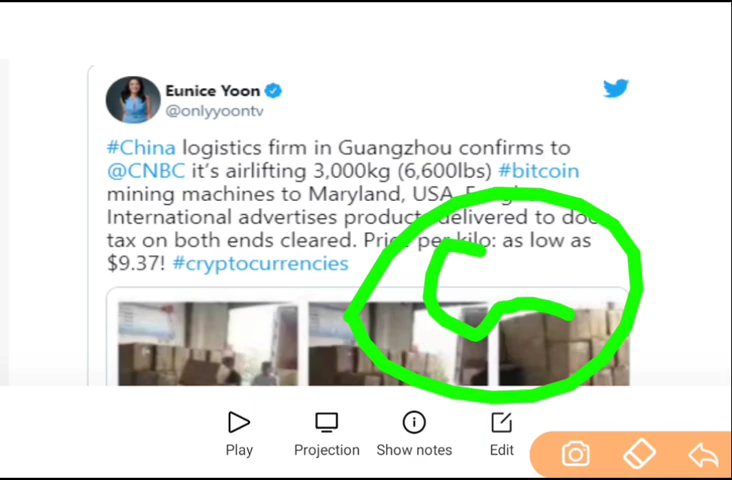 Eunice Yoon
@onlyyoontv
#China logistics firm in Guangzhou confirms to
@CNBC it's airlifting 3,000kg (6,600lbs) #bitcoin
mining machines to Maryland, USA.
International advertises product delivered to door
tax on both ends cleared. Price per kilo: as low as
$9.37! #cryptocurrencies
Play
Projection
Show notes
Edit